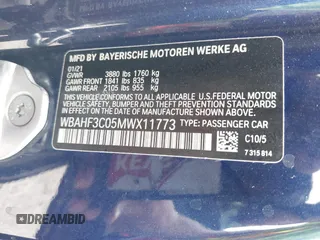 MFD BY BAYERISCHE MOTOREN WERKE AG
01/21
GVWR 3880 lbs 1760 kg
GAWR FRONT 1841 lbs 835 kg
GAWR REAR 2105 lbs 955 kg
THIS VEHICLE CONFORMS TO ALL APPLICABLE
U.S. FEDERAL MOTOR
VEHICLE SAFETY, BUMPER AND THEFT PREVENTION
STANDARDS IN EFFECT ON THE
DATE OF MANUFACTURE SHOWN ABOVE.
WBAHF3C05MWX11773
TYPE: PASSENGER CAR
C10/5
7 315 814
DREAMBID